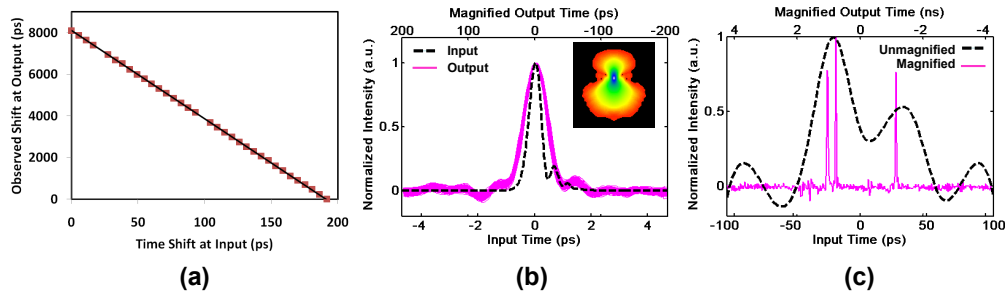 8000
6000
4000
2000
0
0
50
100
150
200
Observed Shift at Output (ps)
Time Shift at Input (ps)
(a)
Magnified Output Time (ps)
200
100
0
-100
-200
Input
Output
1
0.5
0
Normalized Intensity (a.u.)
-4
-2
0
2
4
Input Time (ps)
(b)
Magnified Output Time (ns)
4
2
0
-2
-4
Unmagnified
Magnified
1
0.5
0
Normalized Intensity (a.u.)
-100
-50
0
50
100
Input Time (ps)
(c)